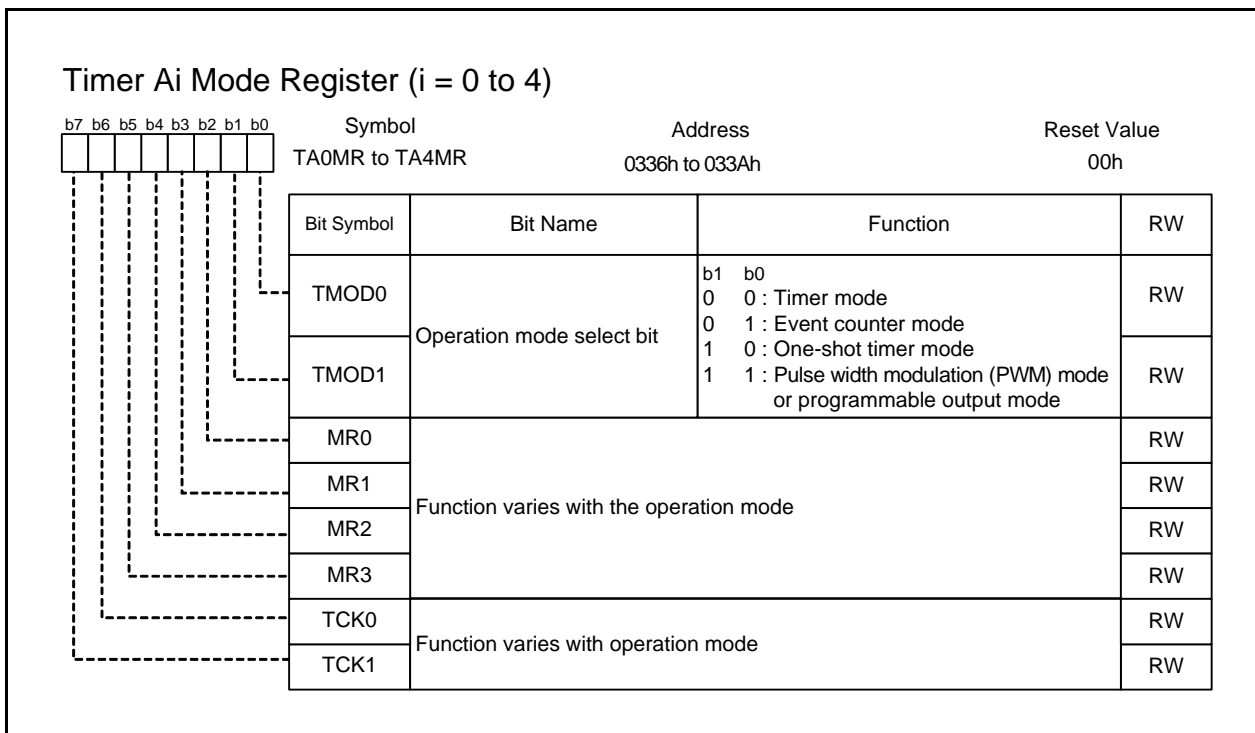 Timer Ai Mode Register (i = 0 to 4)
b7 b6 b5 b4 b3 b2 b1 b0
Symbol Address Reset Value
TA0MR to TA4MR 0336h to 033Ah 00h
Bit Symbol Bit Name Function RW
TMOD0 RW
TMOD1 RW
Operation mode select bit
b1 b0
0 0 : Timer mode
0 1 : Event counter mode
1 0 : One-shot timer mode
1 1 : Pulse width modulation (PWM) mode
or programmable output mode
MR0 RW
MR1 RW
Function varies with the operation mode
MR2 RW
MR3 RW
TCK0 RW
Function varies with operation mode
TCK1 RW